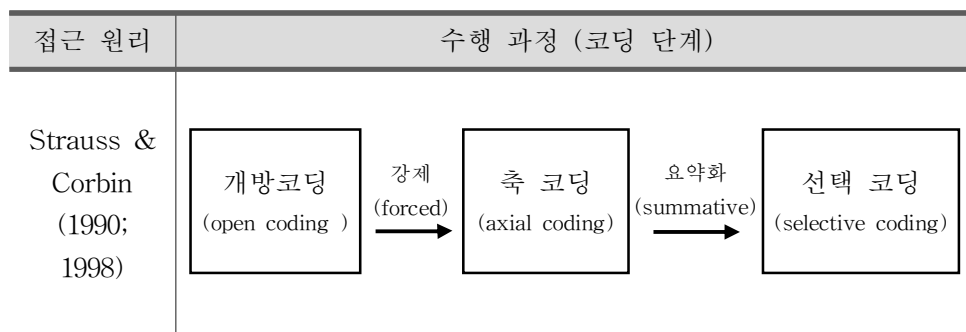 접근 원리
수행 과정 (코딩 단계)
Strauss &
Corbin
(1990;
1998)
개방코딩
(open coding )
강제
(forced)
축 코딩
(axial coding)
요약화
(summative)
선택 코딩
(selective coding)